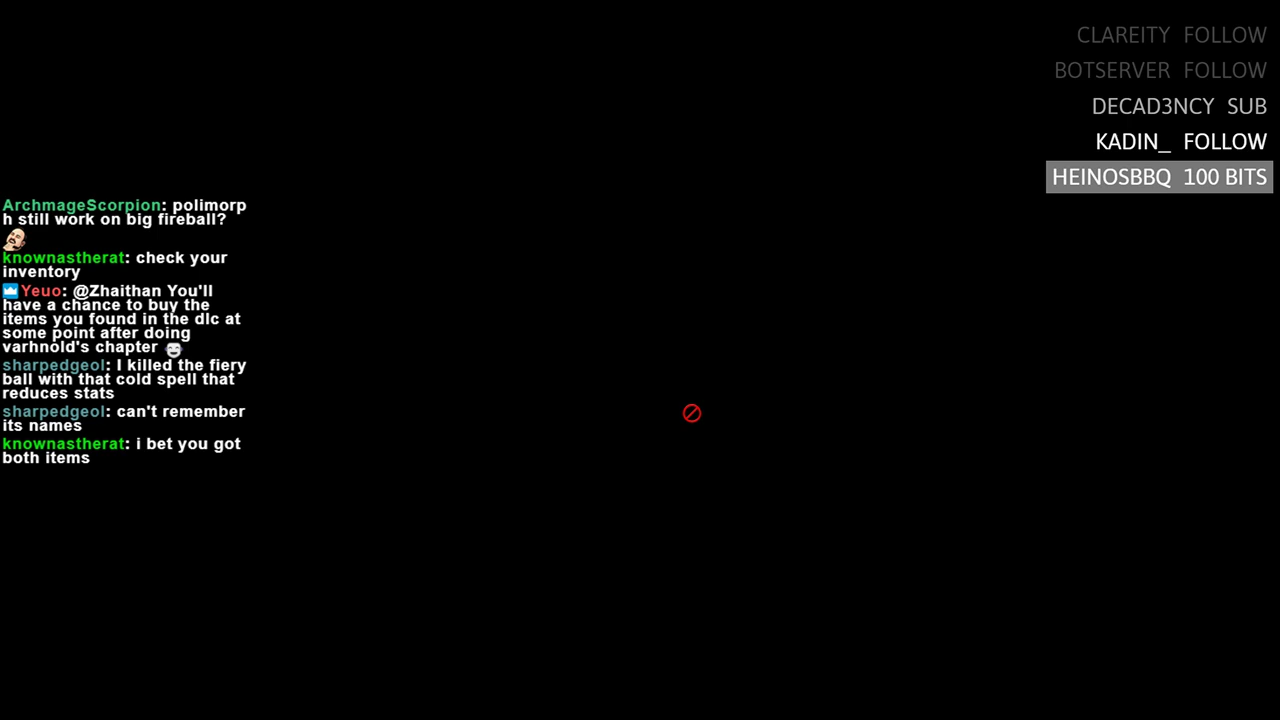 CLAREITY FOLLOW
BOTSERVER FOLLOW
DECAD3NCY SUB
KADIN_ FOLLOW
HEINOSBBQ 100 BITS
ArchmageScorpion: polimorp
h still work on big fireball?
knownastherat: check your
inventory
Yeuo: @Zhaithan You'll
have a chance to buy the
items you found in the dlc at
some point after doing
varhnold's chapter
sharpedgeol: I killed the fiery
ball with that cold spell that
reduces stats
sharpedgeol: can't remember
its names
knownastherat: i bet you got
both items